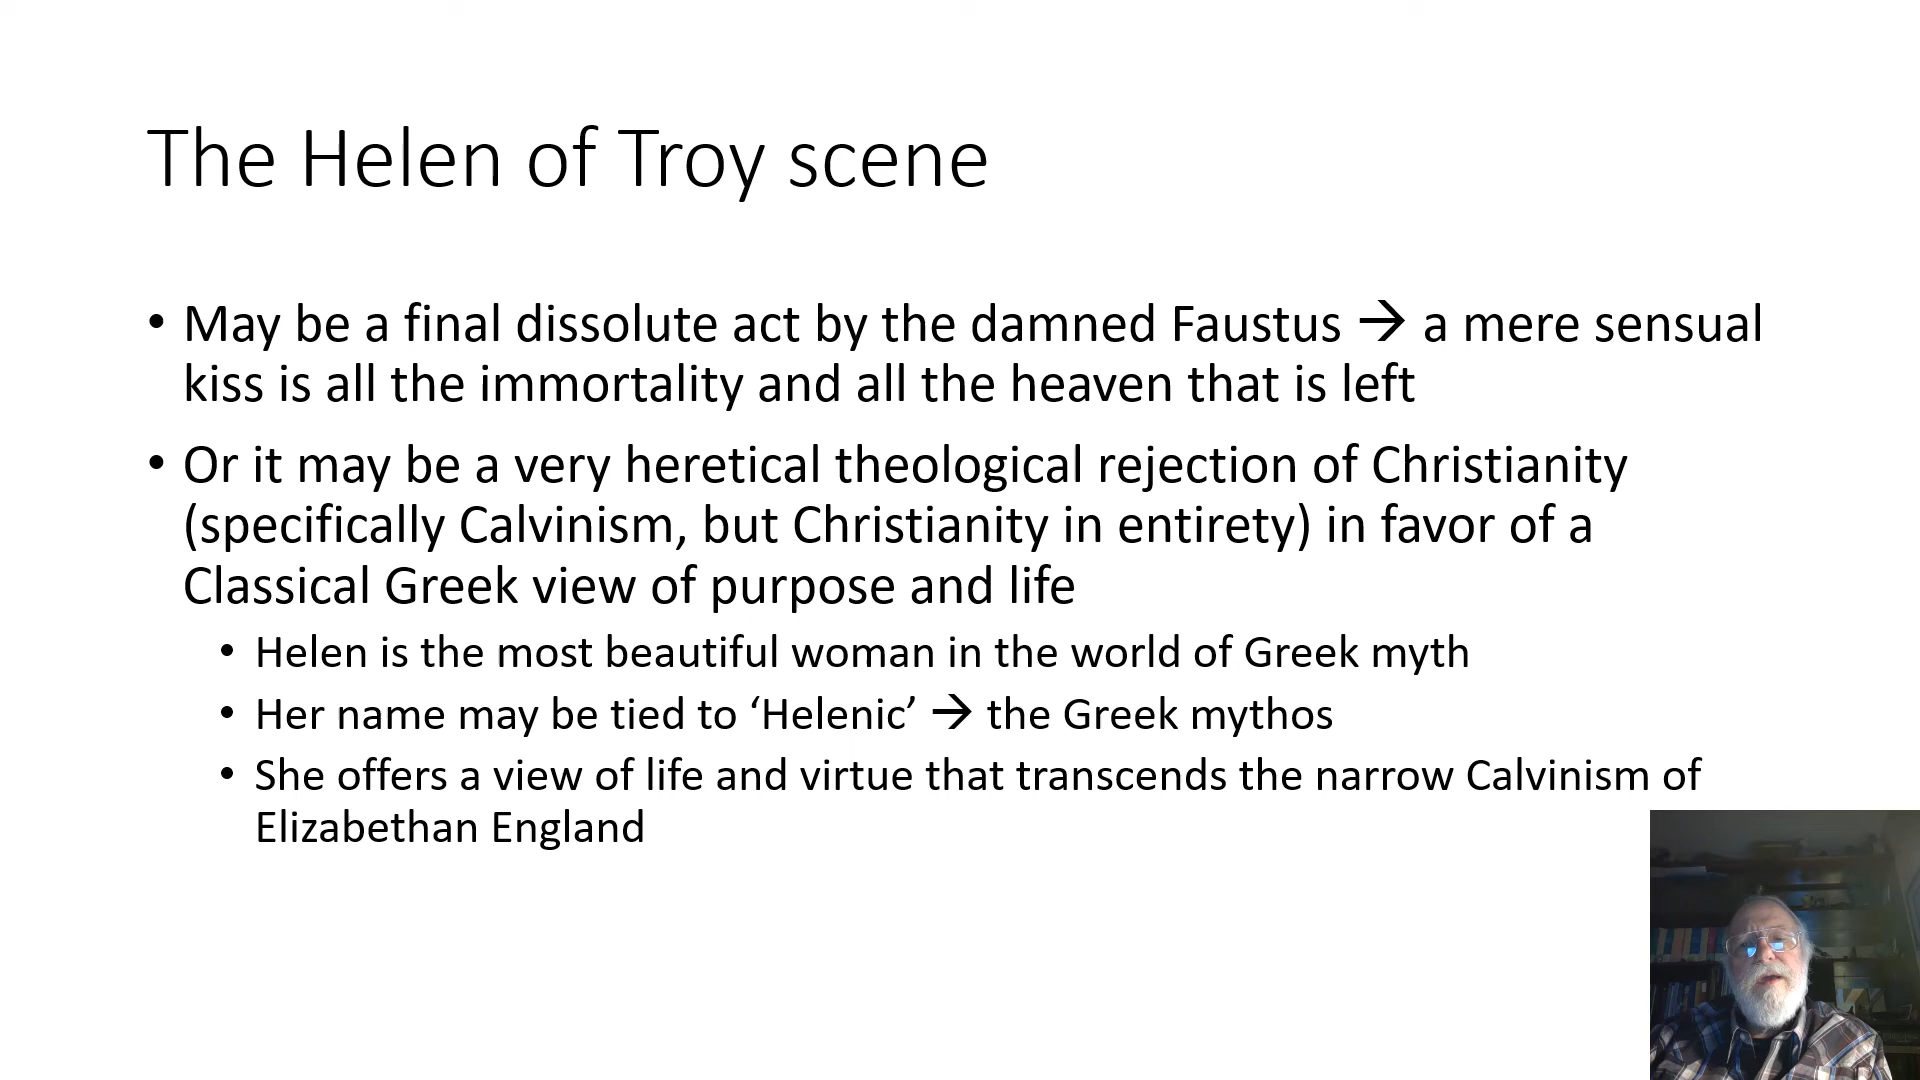 The Helen of Troy scene
• May be a final dissolute act by the damned Faustus → a mere sensual
kiss is all the immortality and all the heaven that is left
• Or it may be a very heretical theological rejection of Christianity
(specifically Calvinism, but Christianity in entirety) in favor of a
Classical Greek view of purpose and life
• Helen is the most beautiful woman in the world of Greek myth
• Her name may be tied to ‘Helenic’ → the Greek mythos
• She offers a view of life and virtue that transcends the narrow Calvinism of
Elizabethan England